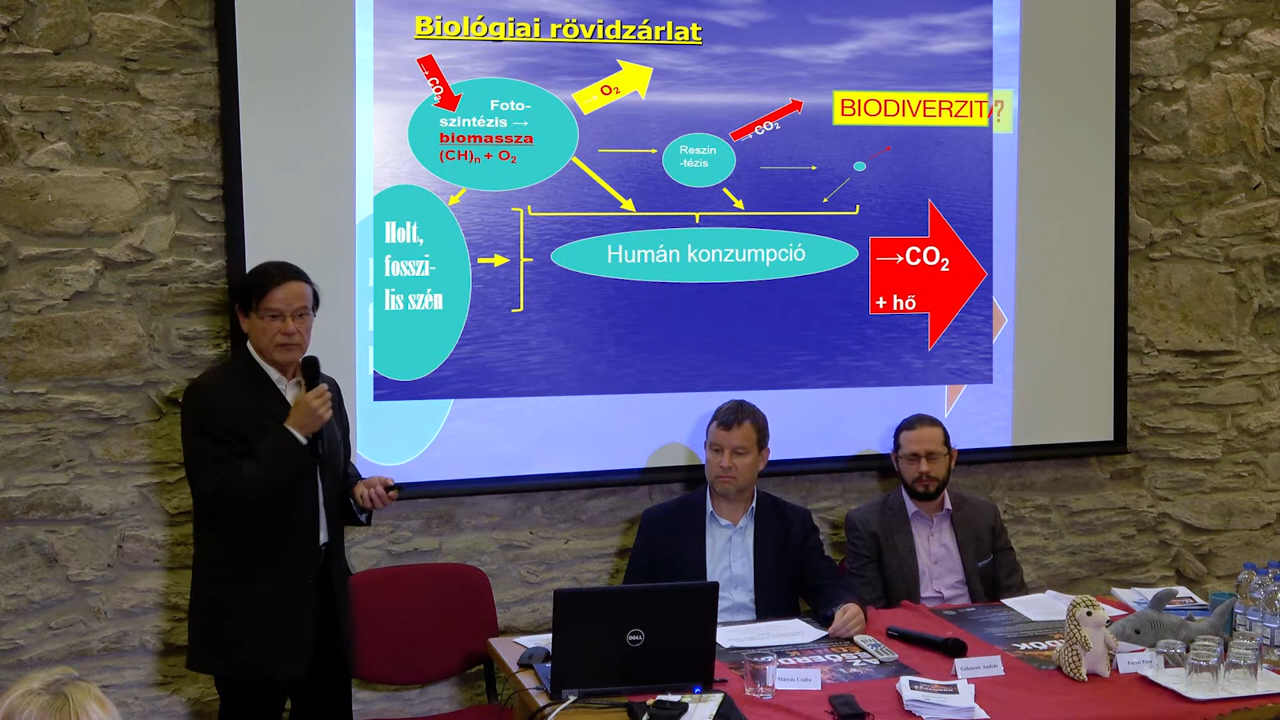 Biológiai rövidzárlat
→ CO₂
Foto-
szintézis →
biomassza
(CH)ₙ + O₂
→ O₂
Reszin
-tézis
→CO₂
BIODIVERZITÁ?
Holt,
fosszi-
lis szén
Humán konzumpció
→CO₂
+ hő
DELL
Mátyás Csaba
Gelencsér András